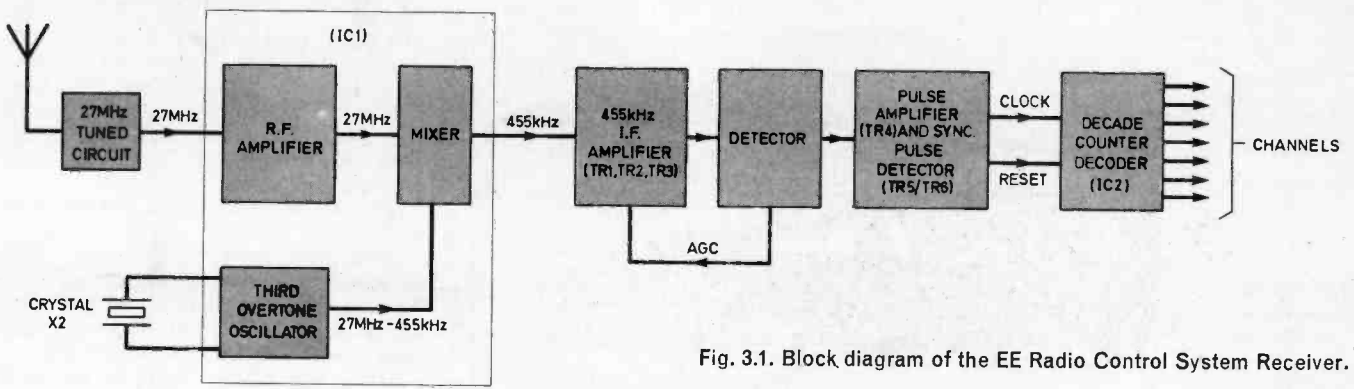 (IC1)
27MHz
TUNED
CIRCUIT
27MHz
R.F.
AMPLIFIER
27MHz
MIXER
455kHz
455kHz
I.F.
AMPLIFIER
(TR1,TR2,TR3)
DETECTOR
AGC
PULSE
AMPLIFIER
(TR4)AND SYNC.
PULSE
DETECTOR
(TR5/TR6)
CLOCK
RESET
DECADE
COUNTER
DECODER
(IC2)
CHANNELS
CRYSTAL
X2
THIRD
OVERTONE
OSCILLATOR
27MHz-455kHz
Fig. 3.1. Block diagram of the EE Radio Control System Receiver.